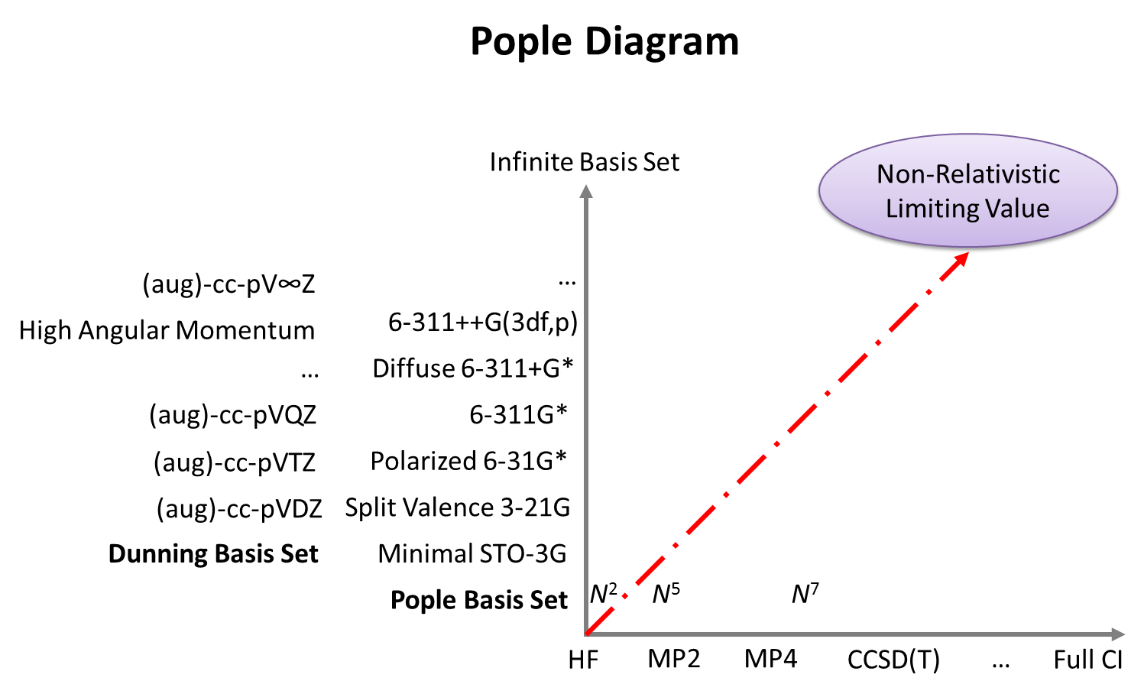 Pople Diagram
Infinite Basis Set
Non-Relativistic
Limiting Value
(aug)-cc-pV∞Z
...
High Angular Momentum
6-311++G(3df,p)
...
Diffuse 6-311+G*
(aug)-cc-pVQZ
6-311G*
(aug)-cc-pVTZ
Polarized 6-31G*
(aug)-cc-pVDZ
Split Valence 3-21G
Dunning Basis Set
Minimal STO-3G
Pople Basis Set
N² N⁵ N⁷
HF MP2 MP4 CCSD(T) ... Full CI